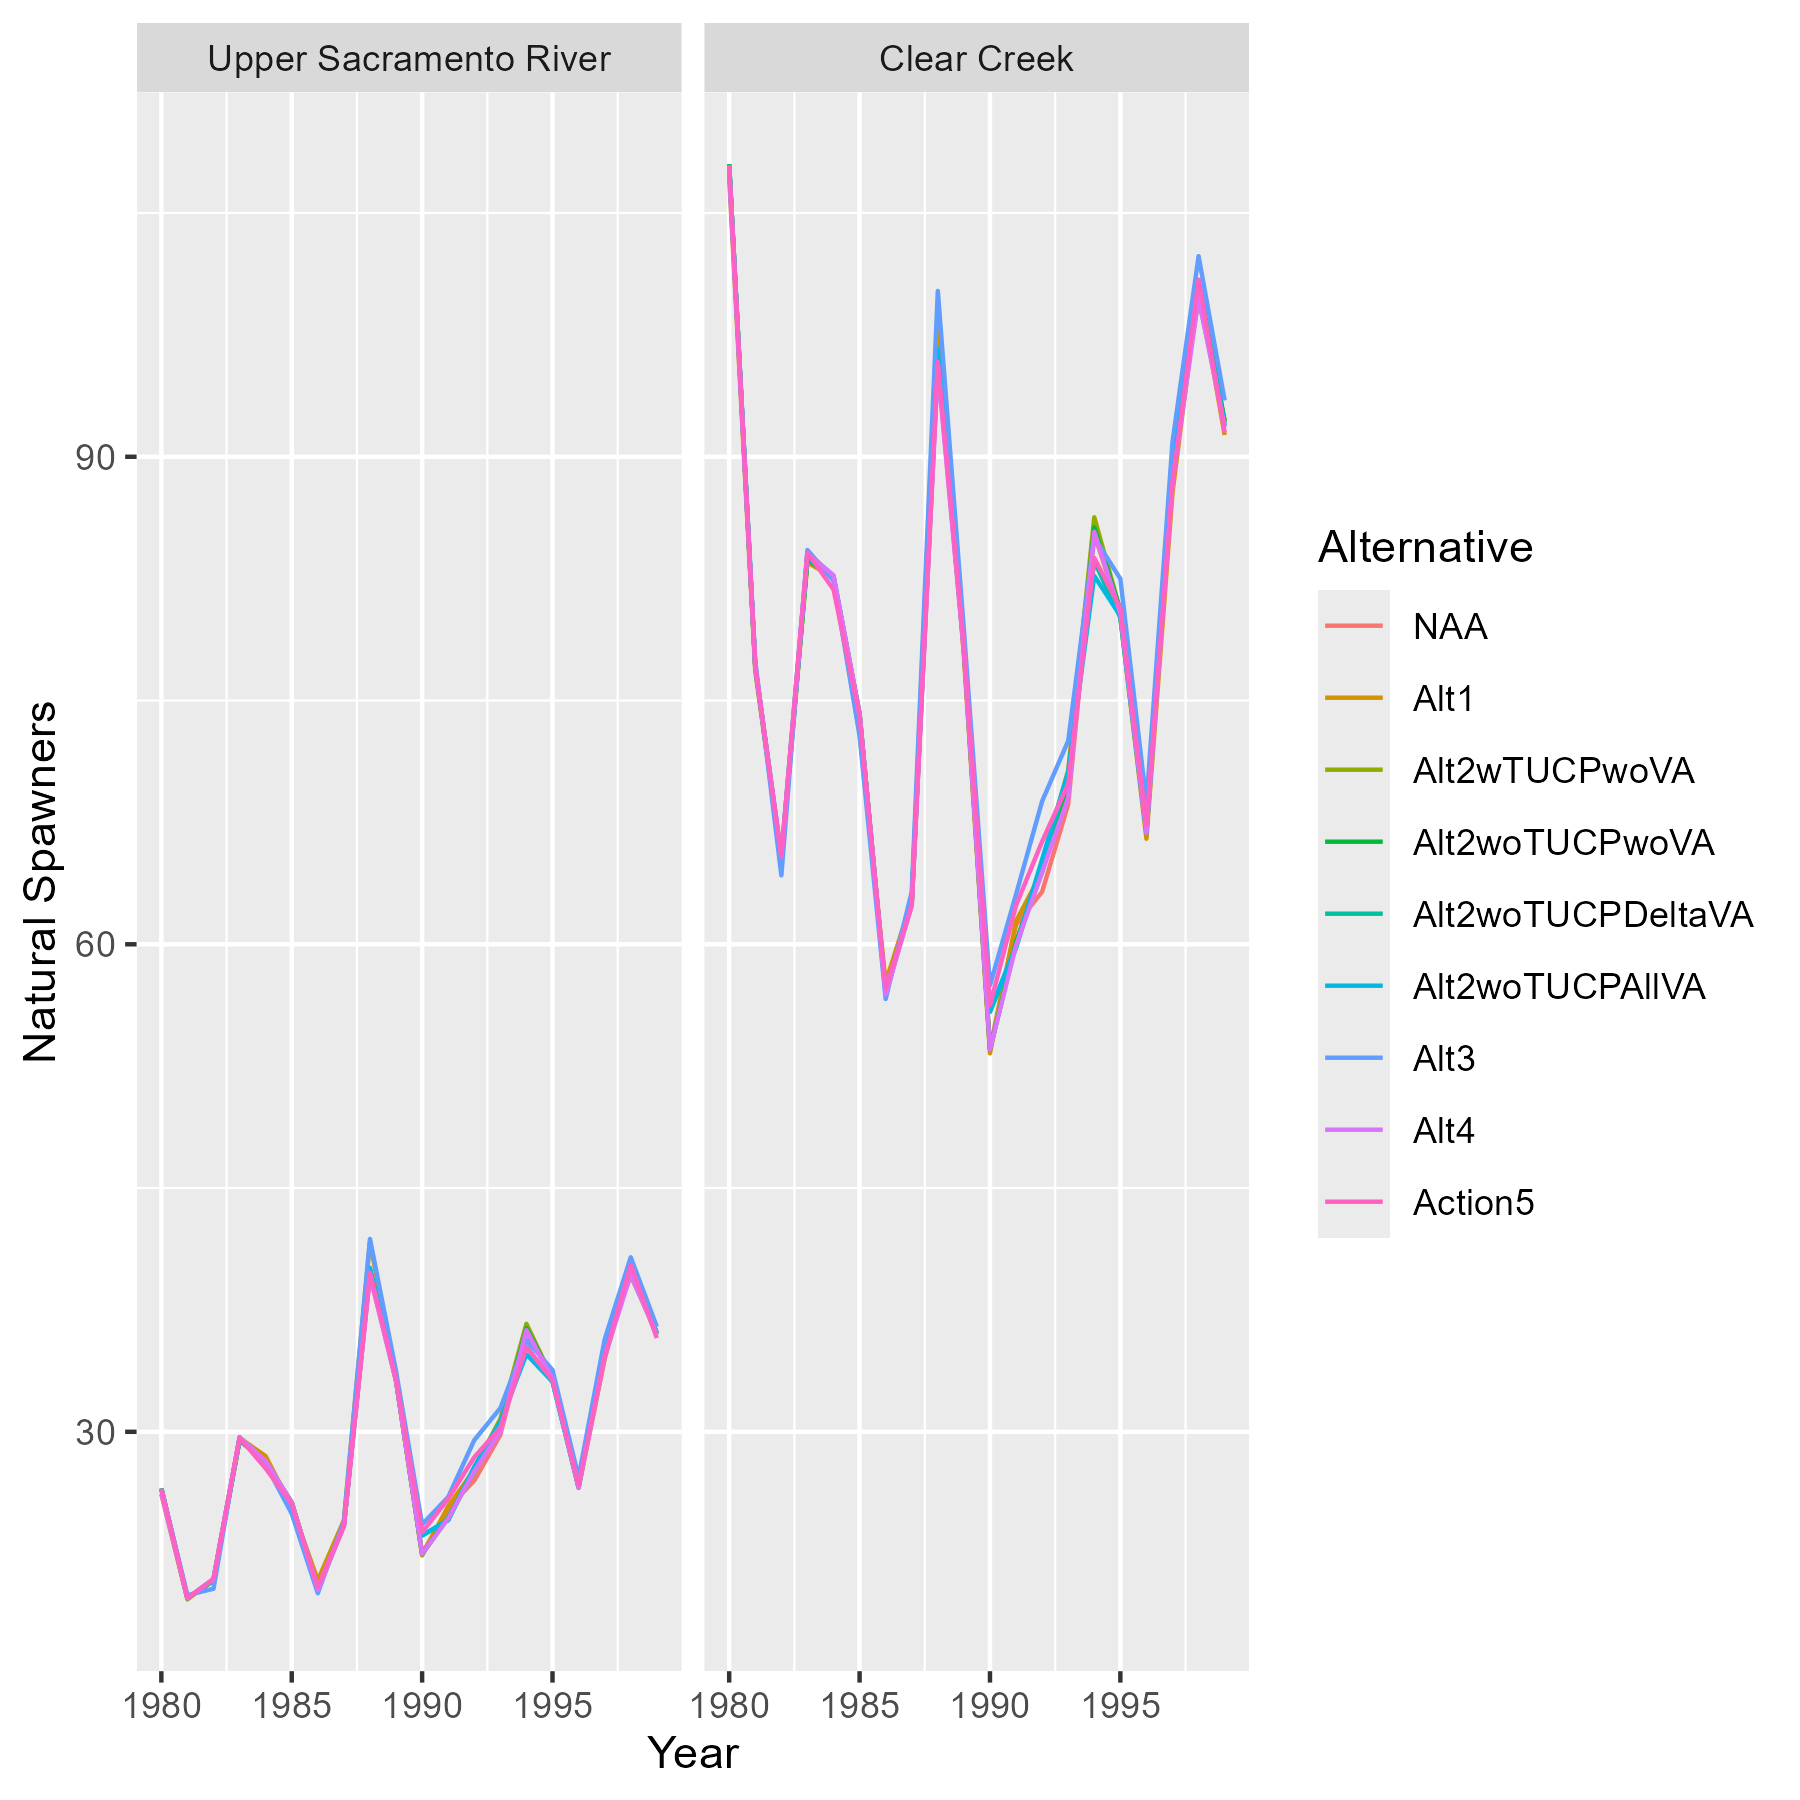 Upper Sacramento River
Clear Creek
90
60
30
Natural Spawners
1980 1985 1990 1995
1980 1985 1990 1995
Year
Alternative
NAA
Alt1
Alt2wTUCPwoVA
Alt2woTUCPwoVA
Alt2woTUCPDeltaVA
Alt2woTUCPAllVA
Alt3
Alt4
Action5